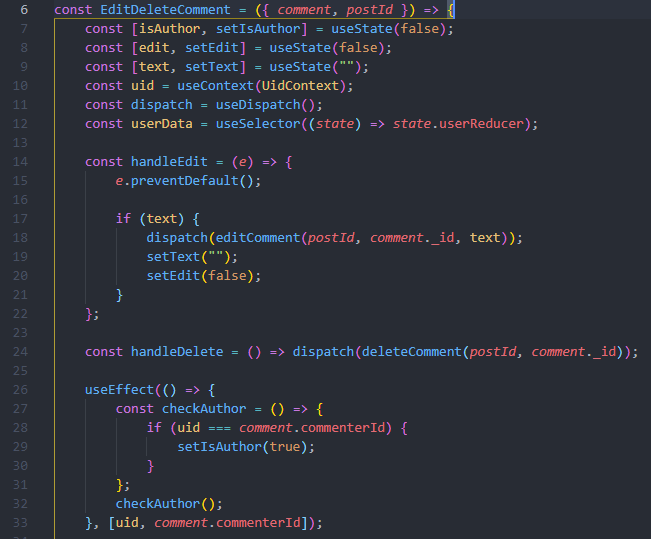 6 const EditDeleteComment = ({ comment, postId }) => {
7     const [isAuthor, setIsAuthor] = useState(false);
8     const [edit, setEdit] = useState(false);
9     const [text, setText] = useState("");
10     const uid = useContext(UidContext);
11     const dispatch = useDispatch();
12     const userData = useSelector((state) => state.userReducer);
13
14     const handleEdit = (e) => {
15         e.preventDefault();
16
17         if (text) {
18             dispatch(editComment(postId, comment._id, text));
19             setText("");
20             setEdit(false);
21         }
22     };
23
24     const handleDelete = () => dispatch(deleteComment(postId, comment._id));
25
26     useEffect(() => {
27         const checkAuthor = () => {
28             if (uid === comment.commenterId) {
29                 setIsAuthor(true);
30             }
31         };
32         checkAuthor();
33     }, [uid, comment.commenterId]);